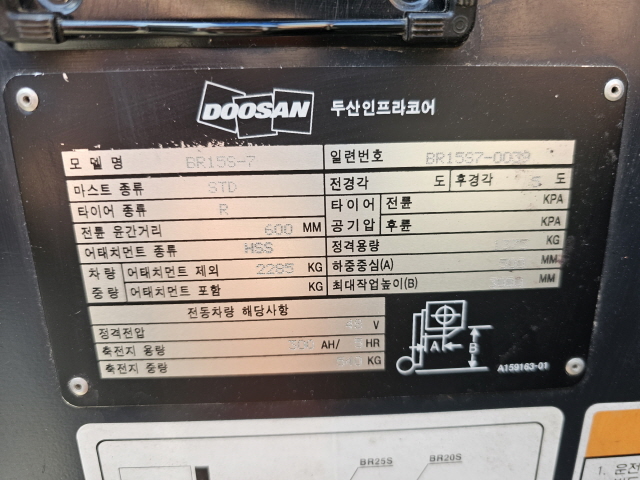 DOOSAN 두산인프라코어
모델명 BR15S-7 일련번호 BR15S7-0039
마스트 종류 STD 전경각 도 후경각 5 도
타이어 종류 R 타이어 전륜 KPA
전륜 윤간거리 600 MM 공기압 후륜 KPA
어태치먼트 종류 HSS 정격용량 KG
차량 어태치먼트 제외 2285 KG 하중중심(A) MM
중량 어태치먼트 포함 KG 최대작업높이(B) MM
전동차량 해당사항
정격전압 V
축전지 용량 AH/ HR
축전지 중량 KG
A B
A159163-01
BR25S BR20S
1. 운전